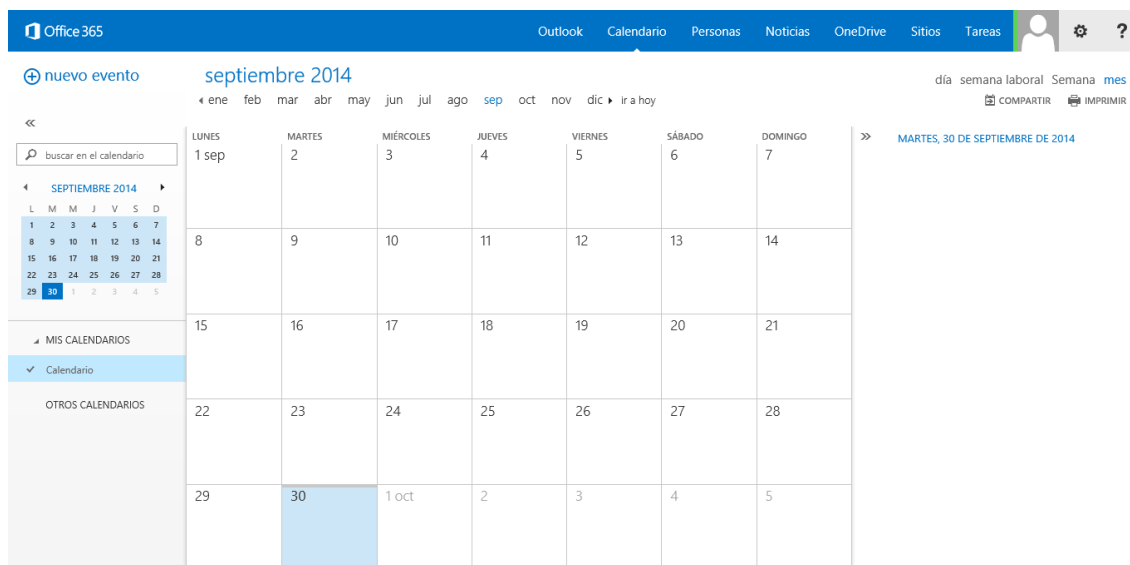 Office 365 Outlook Calendario Personas Noticias OneDrive Sitios Tareas ?
nuevo evento
septiembre 2014
día semana laboral Semana mes
ene feb mar abr may jun jul ago sep oct nov dic ir a hoy
COMPARTIR IMPRIMIR
«
buscar en el calendario
SEPTIEMBRE 2014
L M M J V S D
1 2 3 4 5 6 7
8 9 10 11 12 13 14
15 16 17 18 19 20 21
22 23 24 25 26 27 28
29 30 1 2 3 4 5
MIS CALENDARIOS
Calendario
OTROS CALENDARIOS
LUNES MARTES MIÉRCOLES JUEVES VIERNES SÁBADO DOMINGO
1 sep 2 3 4 5 6 7
8 9 10 11 12 13 14
15 16 17 18 19 20 21
22 23 24 25 26 27 28
29 30 1 oct 2 3 4 5
» MARTES, 30 DE SEPTIEMBRE DE 2014